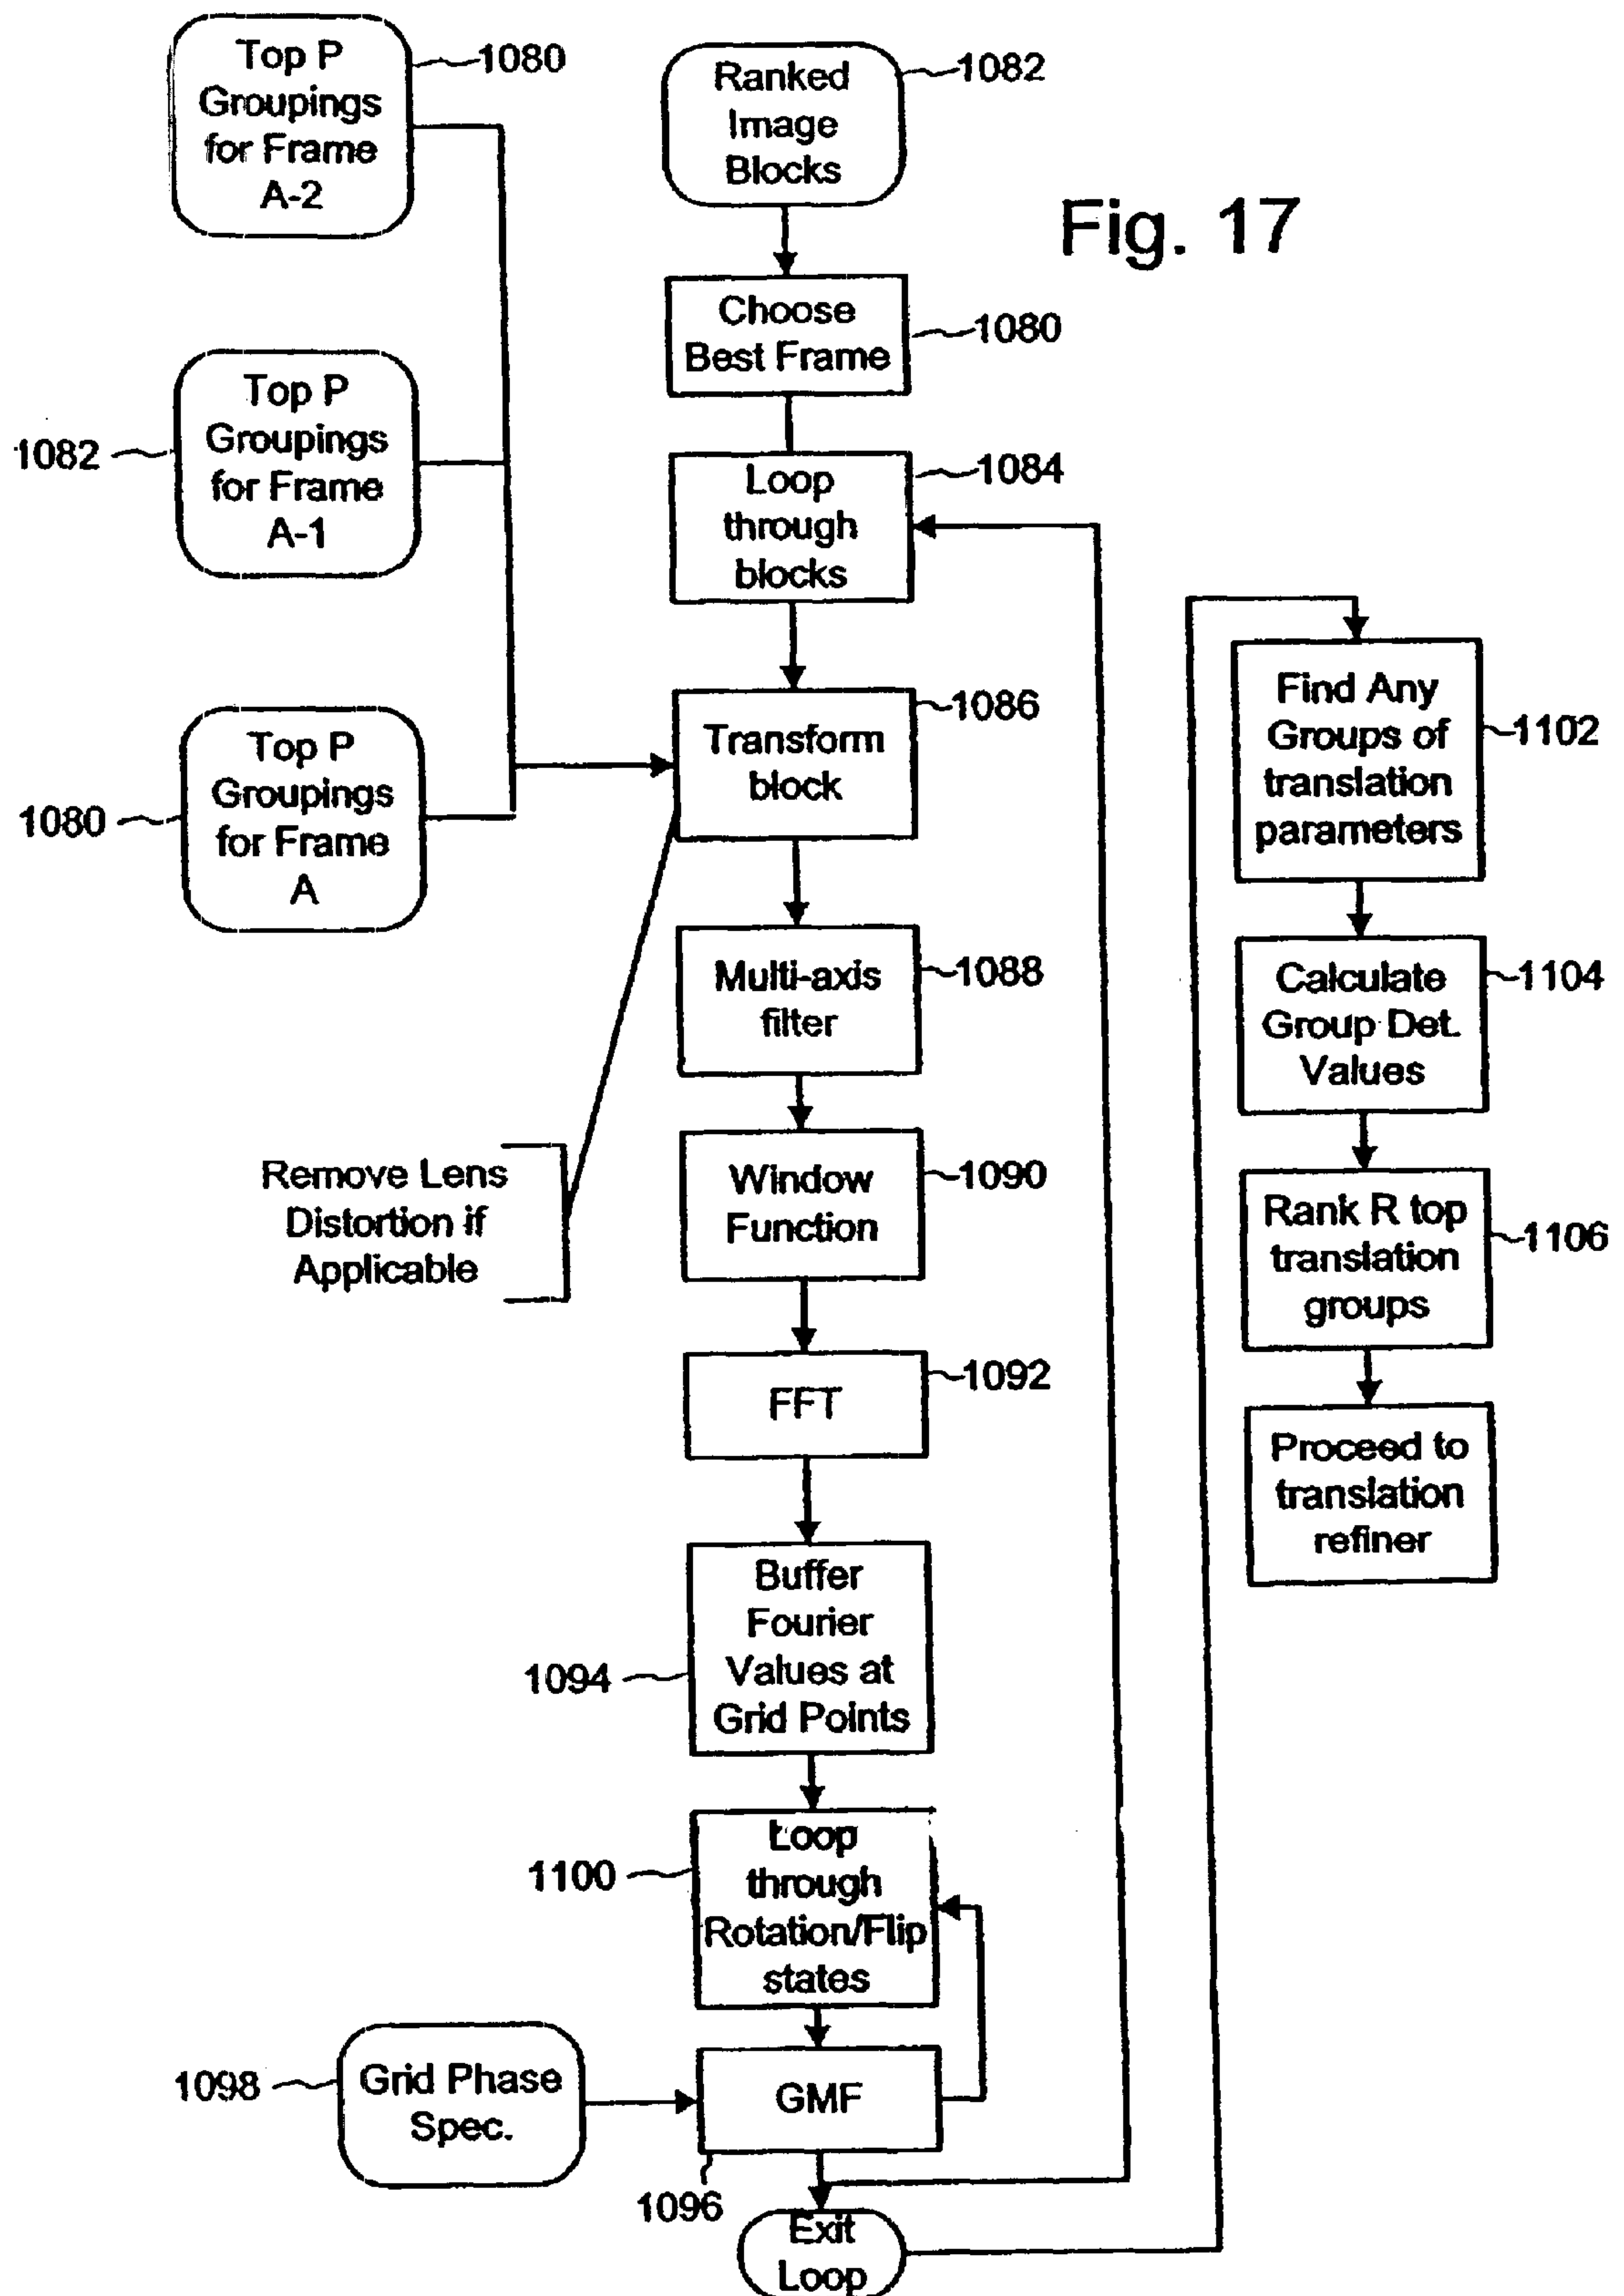 Top P
Groupings
for Frame
A-2
1080
Ranked
Image
Blocks
1082
Fig. 17
Choose
Best Frame
1080
Top P
Groupings
for Frame
A-1
1082
Loop
through
blocks
1084
Top P
Groupings
for Frame
A
1080
Transform
block
1086
Multi-axis
filter
1088
Remove Lens
Distortion if
Applicable
Window
Function
1090
FFT
1092
Buffer
Fourier
Values at
Grid Points
1094
Loop
through
Rotation/Flip
states
1100
Grid Phase
Spec.
1098
GMF
1096
Exit
Loop
Find Any
Groups of
translation
parameters
1102
Calculate
Group Det.
Values
1104
Rank R top
translation
groups
1106
Proceed to
translation
refiner